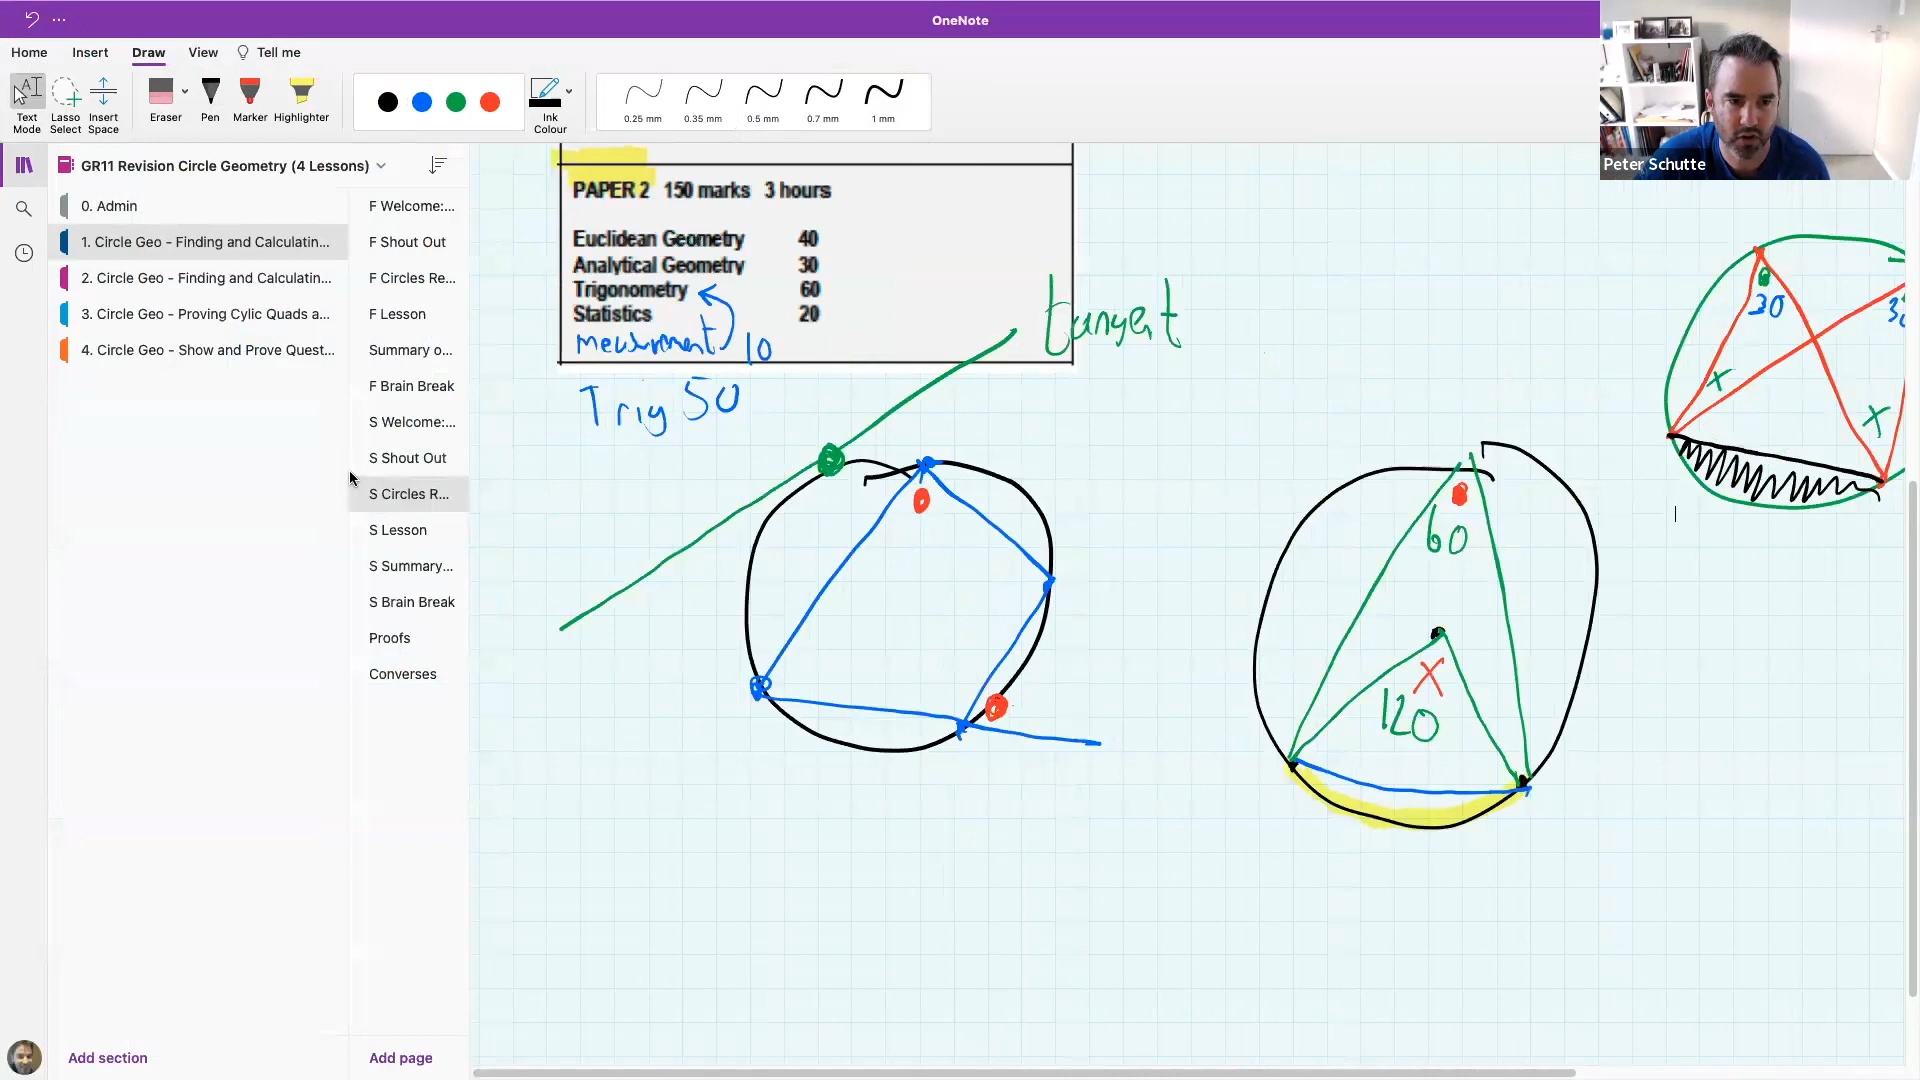 OneNote
Home Insert Draw View Tell me
Text Mode
Lasso Select
Insert Space
Eraser
Pen
Marker
Highlighter
Ink Colour
0.25 mm 0.35 mm 0.5 mm 0.7 mm 1 mm
Peter Schutte
GR11 Revision Circle Geometry (4 Lessons)
0. Admin
1. Circle Geo - Finding and Calculatin...
2. Circle Geo - Finding and Calculatin...
3. Circle Geo - Proving Cylic Quads a...
4. Circle Geo - Show and Prove Quest...
F Welcome:...
F Shout Out
F Circles Re...
F Lesson
Summary o...
F Brain Break
S Welcome:...
S Shout Out
S Circles R...
S Lesson
S Summary...
S Brain Break
Proofs
Converses
Add section
Add page
PAPER 2 150 marks 3 hours
Euclidean Geometry 40
Analytical Geometry 30
Trigonometry 60
Statistics 20
10
Trig 50
tangent
60
x
120
30
x
x